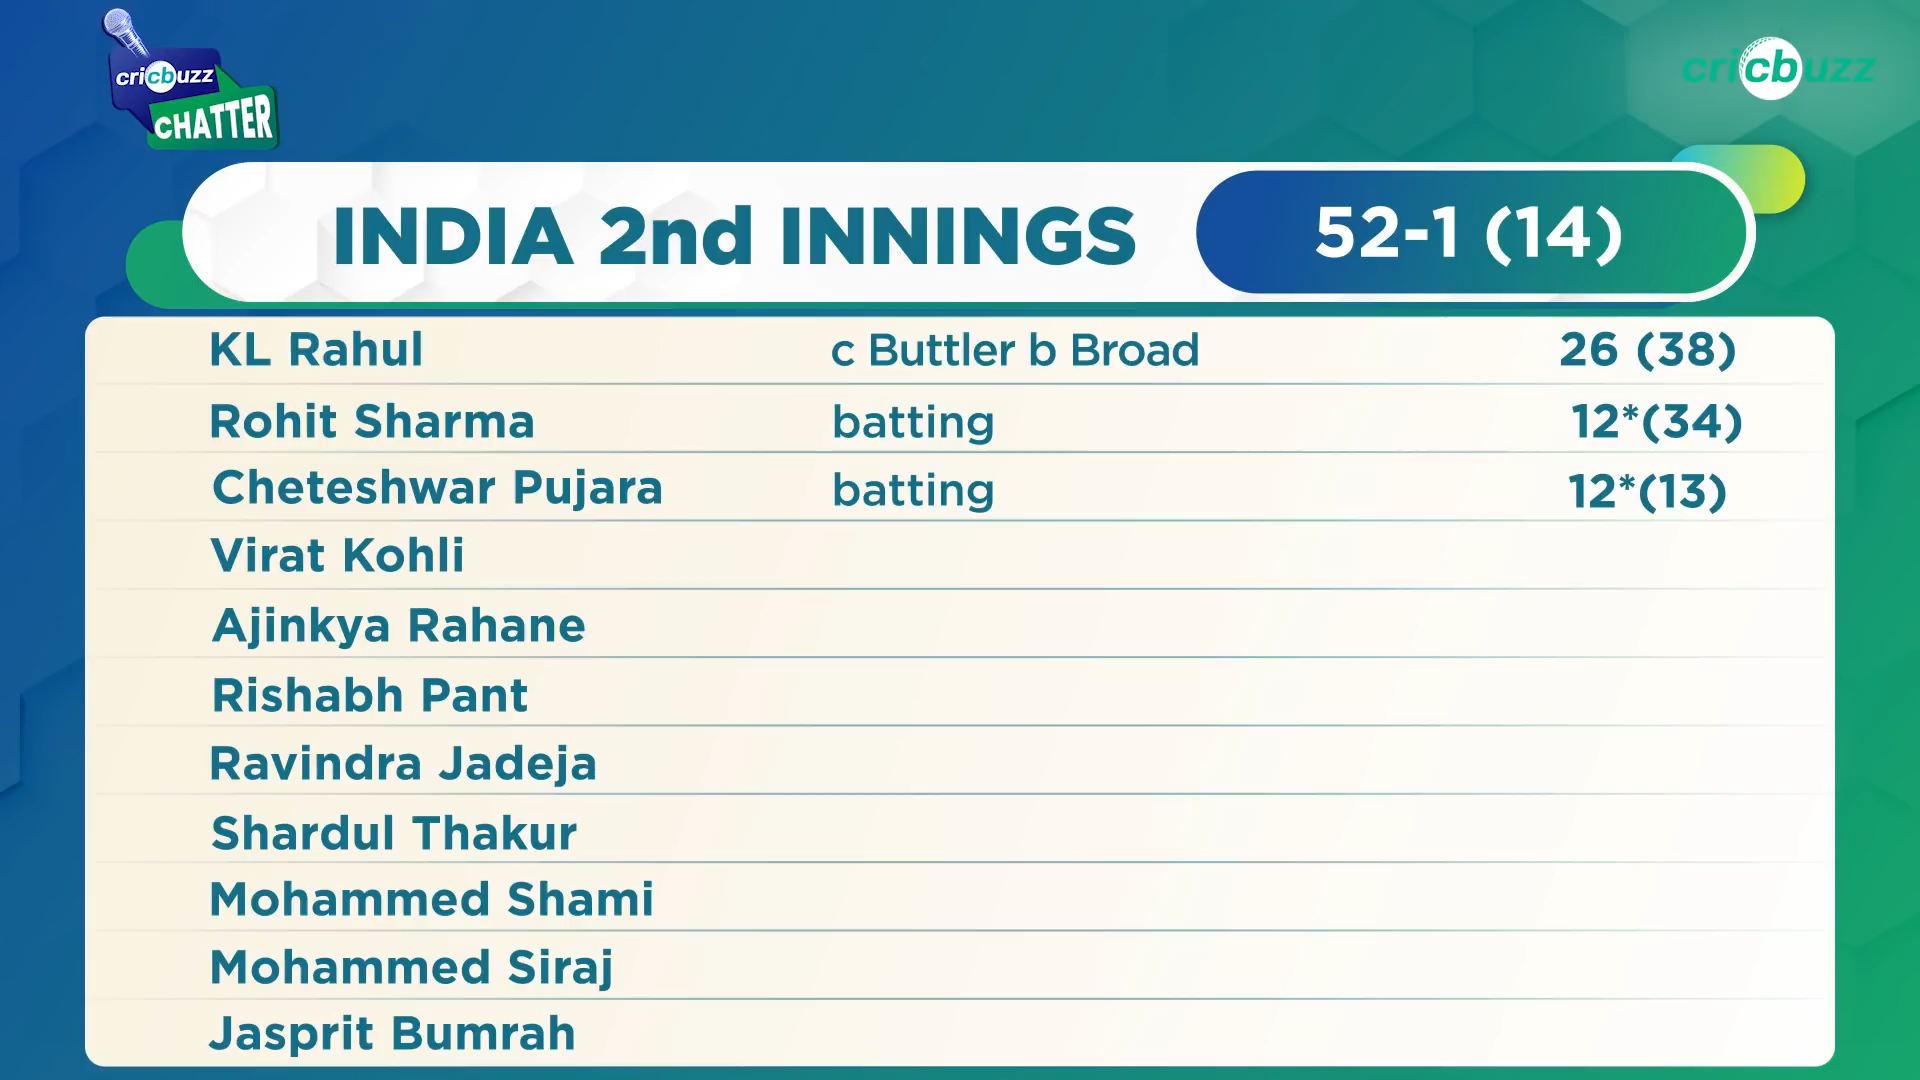 cricbuzz
CHATTER
cricbuzz
INDIA 2nd INNINGS 52-1 (14)
KL Rahul c Buttler b Broad 26 (38)
Rohit Sharma batting 12*(34)
Cheteshwar Pujara batting 12*(13)
Virat Kohli
Ajinkya Rahane
Rishabh Pant
Ravindra Jadeja
Shardul Thakur
Mohammed Shami
Mohammed Siraj
Jasprit Bumrah